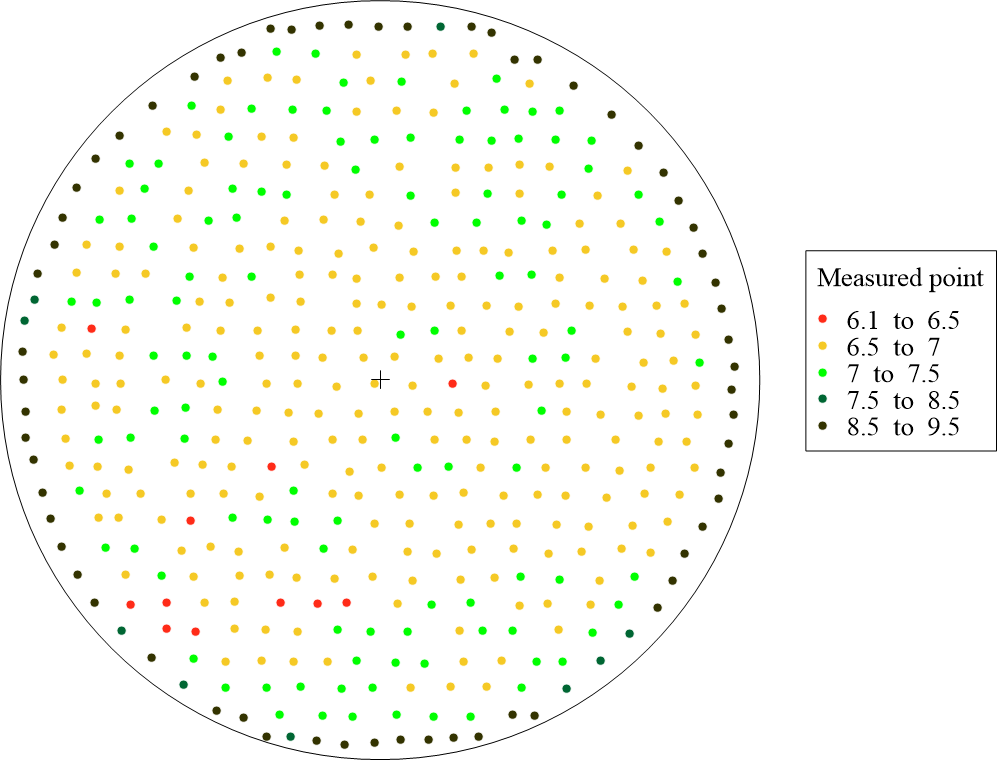 Measured point
6.1 to 6.5
6.5 to 7
7 to 7.5
7.5 to 8.5
8.5 to 9.5